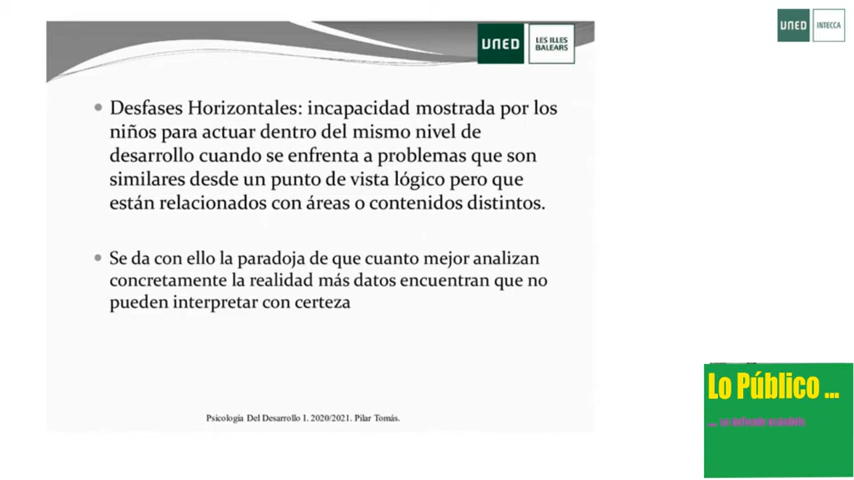 UNED
LES ILLES
BALEARS
UNED
INTECCA
Desfases Horizontales: incapacidad mostrada por los
niños para actuar dentro del mismo nivel de
desarrollo cuando se enfrenta a problemas que son
similares desde un punto de vista lógico pero que
están relacionados con áreas o contenidos distintos.
Se da con ello la paradoja de que cuanto mejor analizan
concretamente la realidad más datos encuentran que no
pueden interpretar con certeza
Psicología Del Desarrollo I. 2020/2021. Pilar Tomás.
Lo Público ...